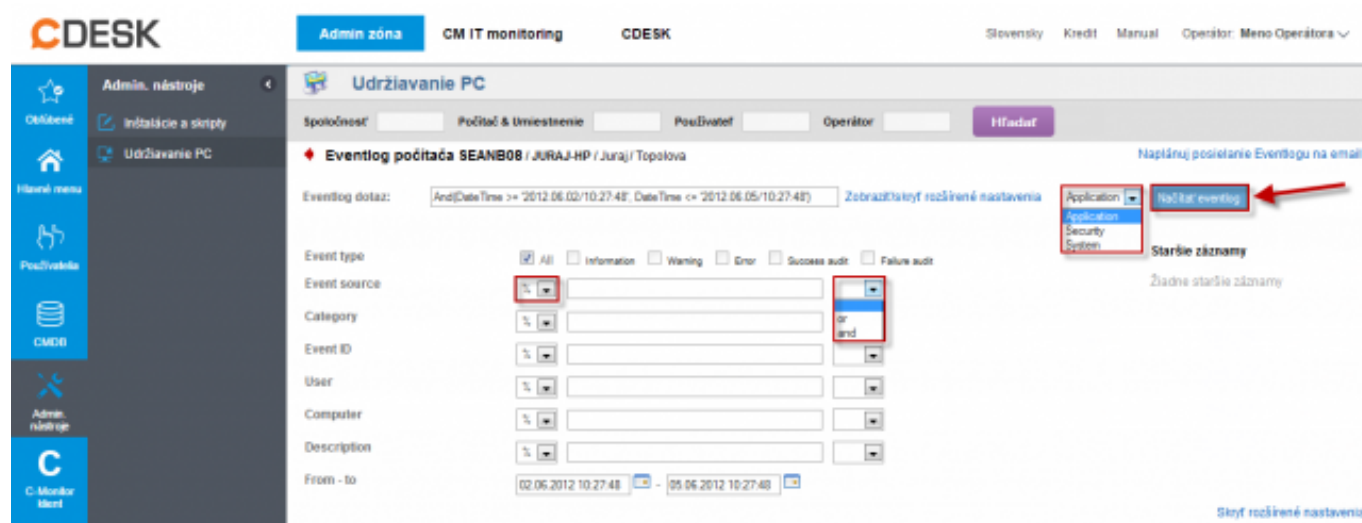 CDESK
Admin zóna CM IT monitoring CDESK Slovensky Kredit Manual Operátor: Meno Operátora
Obľúbené
Hlavné menu
Používatelia
CMDB
Admin. nástroje
C
C-Monitor klient
Admin. nástroje
Inštalácie a skripty
Udržiavanie PC
Udržiavanie PC
Spoločnosť Počítač & Umiestnenie Používateľ Operátor Hľadať
Eventlog počítača SEANB08 / JURAJ-HP / Juraj / Topolova Naplánuj posielanie Eventlogu na email
Eventlog dotaz: And(DateTime >= '2012.06.02/10:27:48', DateTime <= '2012.06.05/10:27:48') Zobraziť/skryť rozšírené nastavenia Application Načítať eventlog
Application
Security
System
Staršie záznamy
Žiadne staršie záznamy
Event type All Information Warning Error Success audit Failure audit
Event source %
or
and
Category %
Event ID %
User %
Computer %
Description %
From - to 02.06.2012 10:27:48 - 05.06.2012 10:27:48
Skryť rozšírené nastavenia